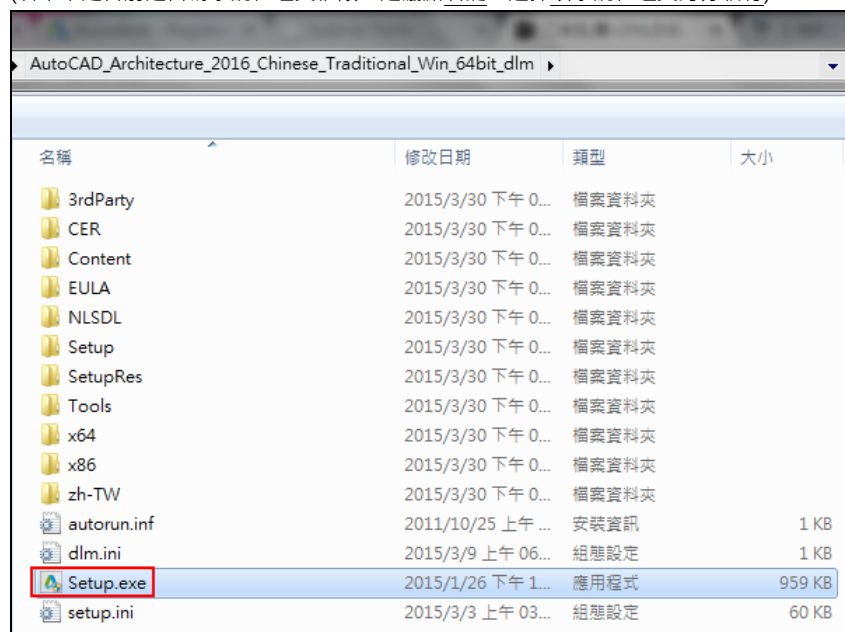 AutoCAD_Architecture_2016_Chinese_Traditional_Win_64bit_dlm
名稱 修改日期 類型 大小
3rdParty 2015/3/30 下午 0... 檔案資料夾
CER 2015/3/30 下午 0... 檔案資料夾
Content 2015/3/30 下午 0... 檔案資料夾
EULA 2015/3/30 下午 0... 檔案資料夾
NLSDL 2015/3/30 下午 0... 檔案資料夾
Setup 2015/3/30 下午 0... 檔案資料夾
SetupRes 2015/3/30 下午 0... 檔案資料夾
Tools 2015/3/30 下午 0... 檔案資料夾
x64 2015/3/30 下午 0... 檔案資料夾
x86 2015/3/30 下午 0... 檔案資料夾
zh-TW 2015/3/30 下午 0... 檔案資料夾
autorun.inf 2011/10/25 上午 ... 安裝資訊 1 KB
dlm.ini 2015/3/9 上午 06... 組態設定 1 KB
Setup.exe 2015/1/26 下午 1... 應用程式 959 KB
setup.ini 2015/3/3 上午 03... 組態設定 60 KB